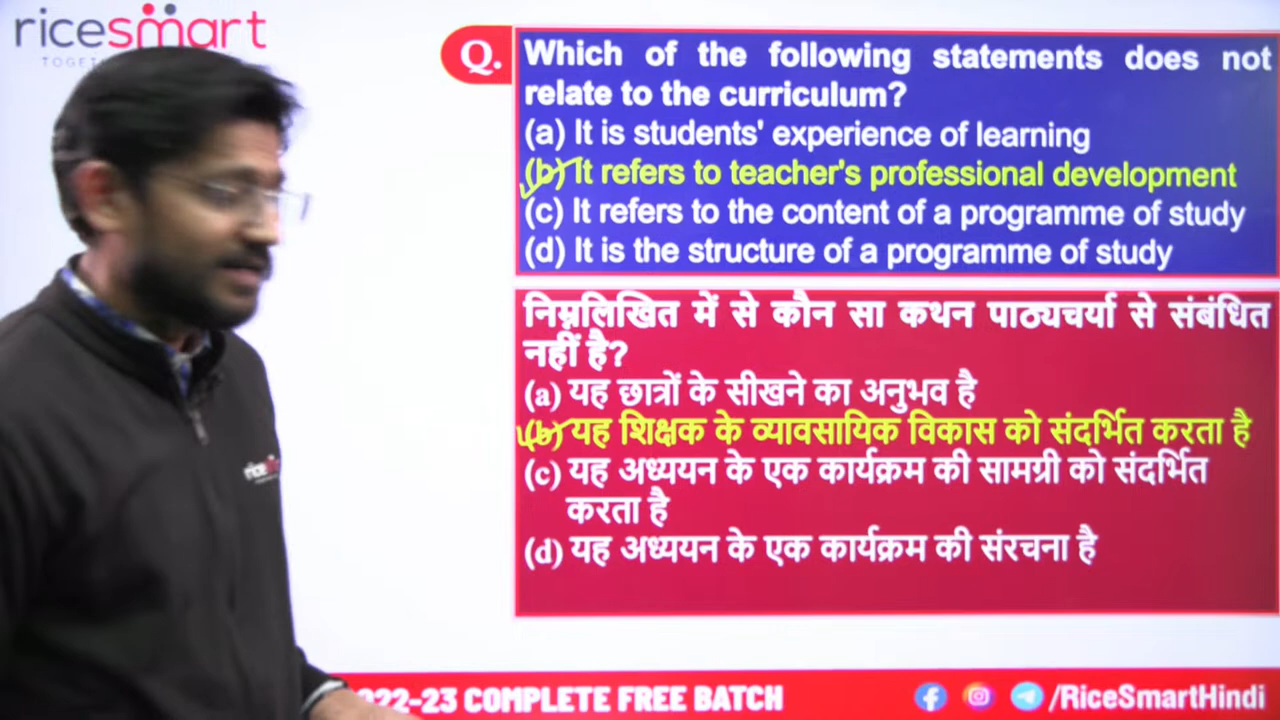 ricesmart
Q.
Which of the following statements does not
relate to the curriculum?
(a) It is students' experience of learning
(b) It refers to teacher's professional development
(c) It refers to the content of a programme of study
(d) It is the structure of a programme of study
निम्नलिखित में से कौन सा कथन पाठ्यचर्या से संबंधित
नहीं है?
(a) यह छात्रों के सीखने का अनुभव है
(b) यह शिक्षक के व्यावसायिक विकास को संदर्भित करता है
(c) यह अध्ययन के एक कार्यक्रम की सामग्री को संदर्भित
करता है
(d) यह अध्ययन के एक कार्यक्रम की संरचना है
22-23 COMPLETE FREE BATCH
/RiceSmartHindi